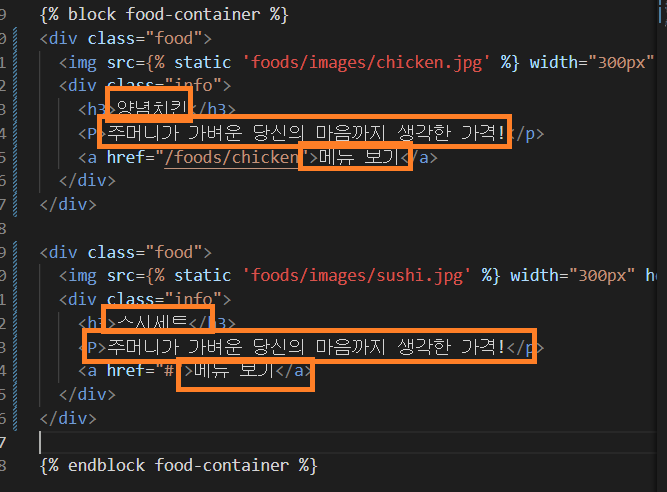 9 {% block food-container %}
0 <div class="food">
1 <img src={% static 'foods/images/chicken.jpg' %} width="300px"
2 <div class="info">
3 <h3>양념치킨</h3>
4 <P>주머니가 가벼운 당신의 마음까지 생각한 가격!</p>
5 <a href="/foods/chicken">메뉴 보기</a>
6 </div>
7 </div>
8
9 <div class="food">
0 <img src={% static 'foods/images/sushi.jpg' %} width="300px" he
1 <div class="info">
2 <h3>스시세트</h3>
3 <P>주머니가 가벼운 당신의 마음까지 생각한 가격!</p>
4 <a href="#">메뉴 보기</a>
5 </div>
6 </div>
7
8 {% endblock food-container %}